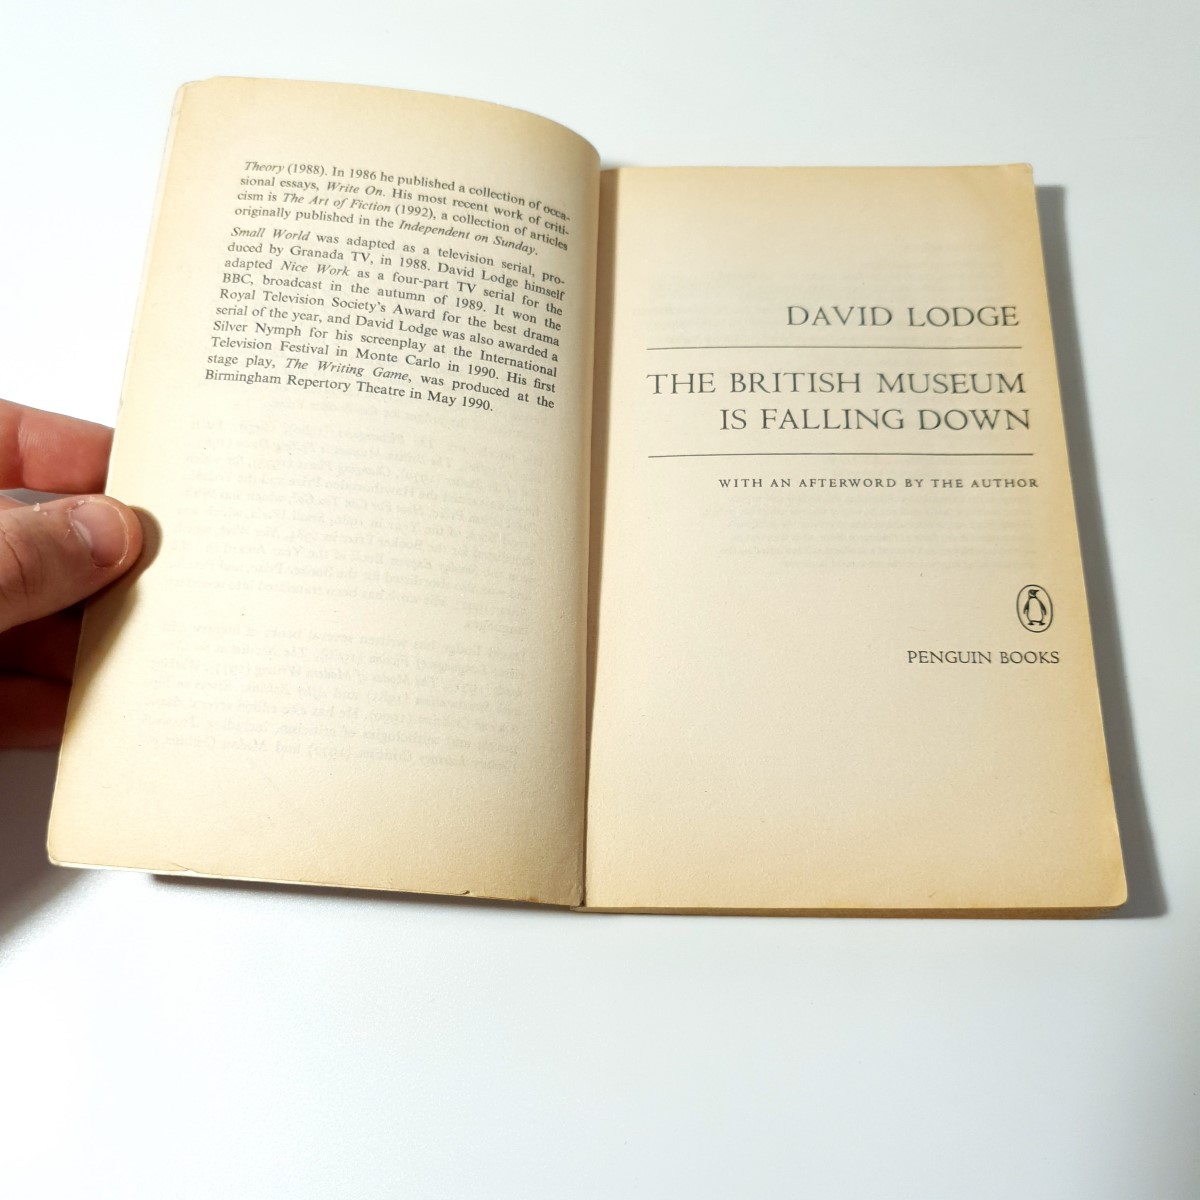 Theory (1988). In 1986 he published a collection of occa-
sional essays, Write On. His most recent work of criti-
cism is The Art of Fiction (1992), a collection of articles
originally published in the Independent on Sunday.
Small World was adapted as a television serial, pro-
duced by Granada TV, in 1988. David Lodge himself
adapted Nice Work as a four-part TV serial for the
BBC, broadcast in the autumn of 1989. It won the
Royal Television Society's Award for the best drama
serial of the year, and David Lodge was also awarded a
Silver Nymph for his screenplay at the International
Television Festival in Monte Carlo in 1990. His first
stage play, The Writing Game, was produced at the
Birmingham Repertory Theatre in May 1990.
DAVID LODGE
THE BRITISH MUSEUM
IS FALLING DOWN
WITH AN AFTERWORD BY THE AUTHOR
PENGUIN BOOKS